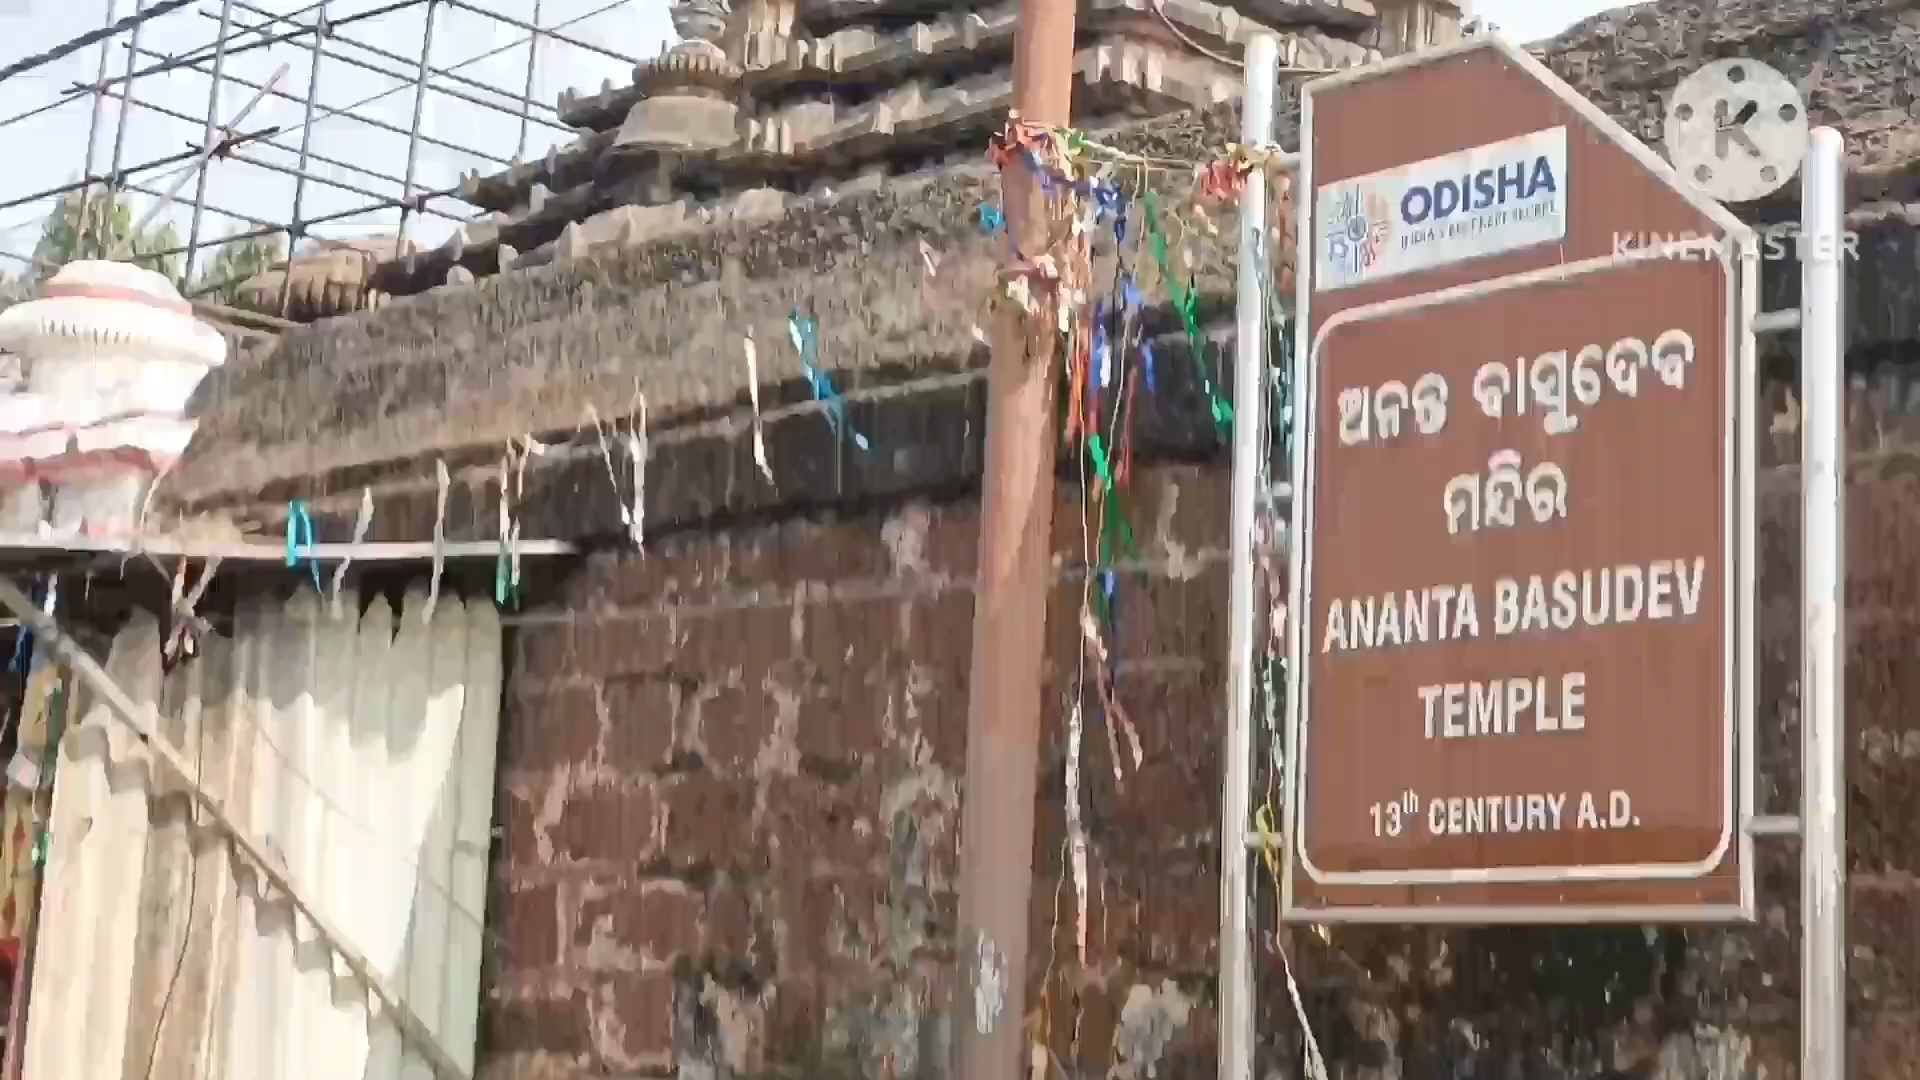 ODISHA
INDIA'S BEST KEPT SECRET
ଅନନ୍ତ ବାସୁଦେବ
ମନ୍ଦିର
ANANTA BASUDEV
TEMPLE
13th CENTURY A.D.
K
KINEMASTER